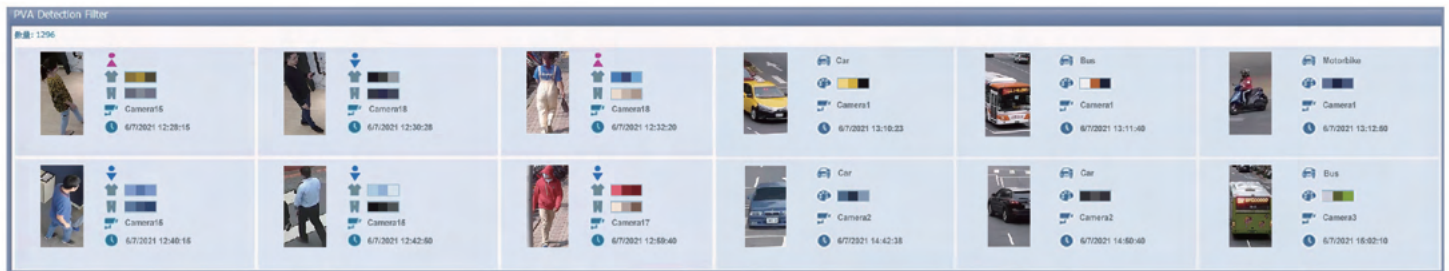 PVA Detection Filter
數量: 1296
Camera15
6/7/2021 12:28:15
Camera18
6/7/2021 12:30:28
Camera18
6/7/2021 12:32:20
Car
Camera1
6/7/2021 13:10:23
Bus
Camera1
6/7/2021 13:11:40
Motorbike
Camera1
6/7/2021 13:12:50
Camera15
6/7/2021 12:40:15
Camera16
6/7/2021 12:42:50
Camera17
6/7/2021 12:59:40
Car
Camera2
6/7/2021 14:42:35
Car
Camera2
6/7/2021 14:50:40
Bus
Camera3
6/7/2021 15:02:10